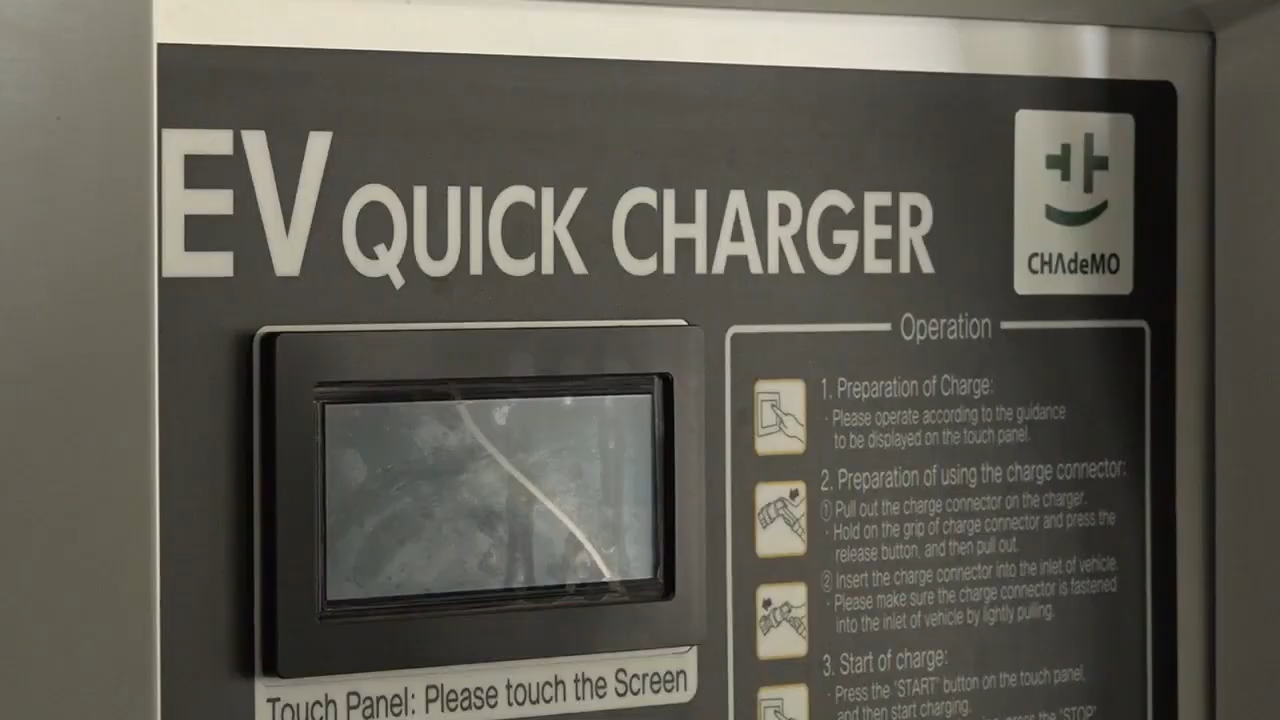 EV QUICK CHARGER
CHAdeMO
Operation
1. Preparation of Charge:
· Please operate according to the guidance
to be displayed on the touch panel.
2. Preparation of using the charge connector:
① Pull out the charge connector on the charger.
· Hold on the grip of charge connector and press the
release button, and then pull out.
② Insert the charge connector into the inlet of vehicle.
· Please make sure the charge connector is fastened
into the inlet of vehicle by lightly pulling.
3. Start of charge:
· Press the "START" button on the touch panel,
and then start charging.
press the "STOP"
Touch Panel: Please touch the Screen